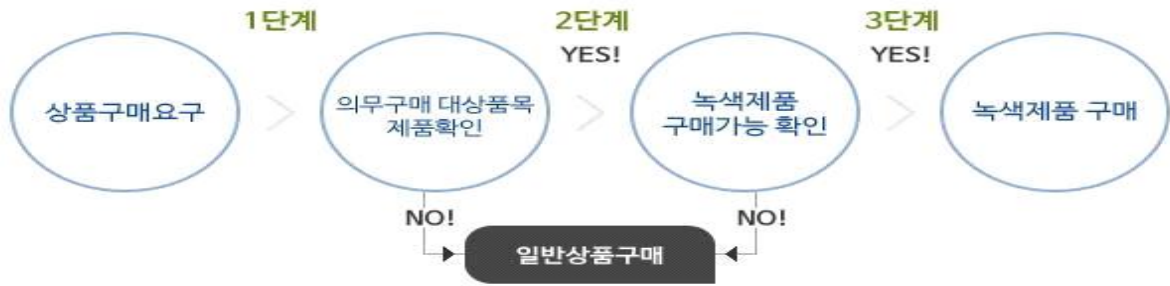 1단계
2단계
3단계
YES!
YES!
상품구매요구
의무구매 대상품목
제품확인
녹색제품
구매가능 확인
녹색제품 구매
NO!
NO!
일반상품구매